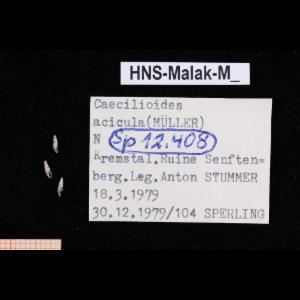 HNS-Malak-M_
Caecilioides
acicula(MÜLLER)
N Sp 12.408
Kremstal.Ruine Senften=
berg.Leg.Anton STUMMER
18.3.1979
30.12.1979/104 SPERLING